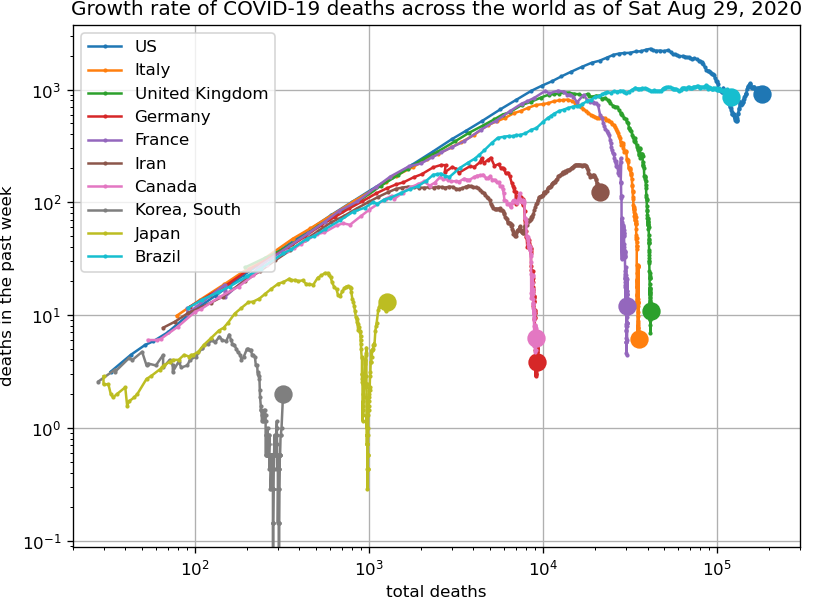 Growth rate of COVID-19 deaths across the world as of Sat Aug 29, 2020
US
Italy
United Kingdom
Germany
France
Iran
Canada
Korea, South
Japan
Brazil
deaths in the past week
10³
10²
10¹
10⁰
10⁻¹
10² 10³ 10⁴ 10⁵
total deaths